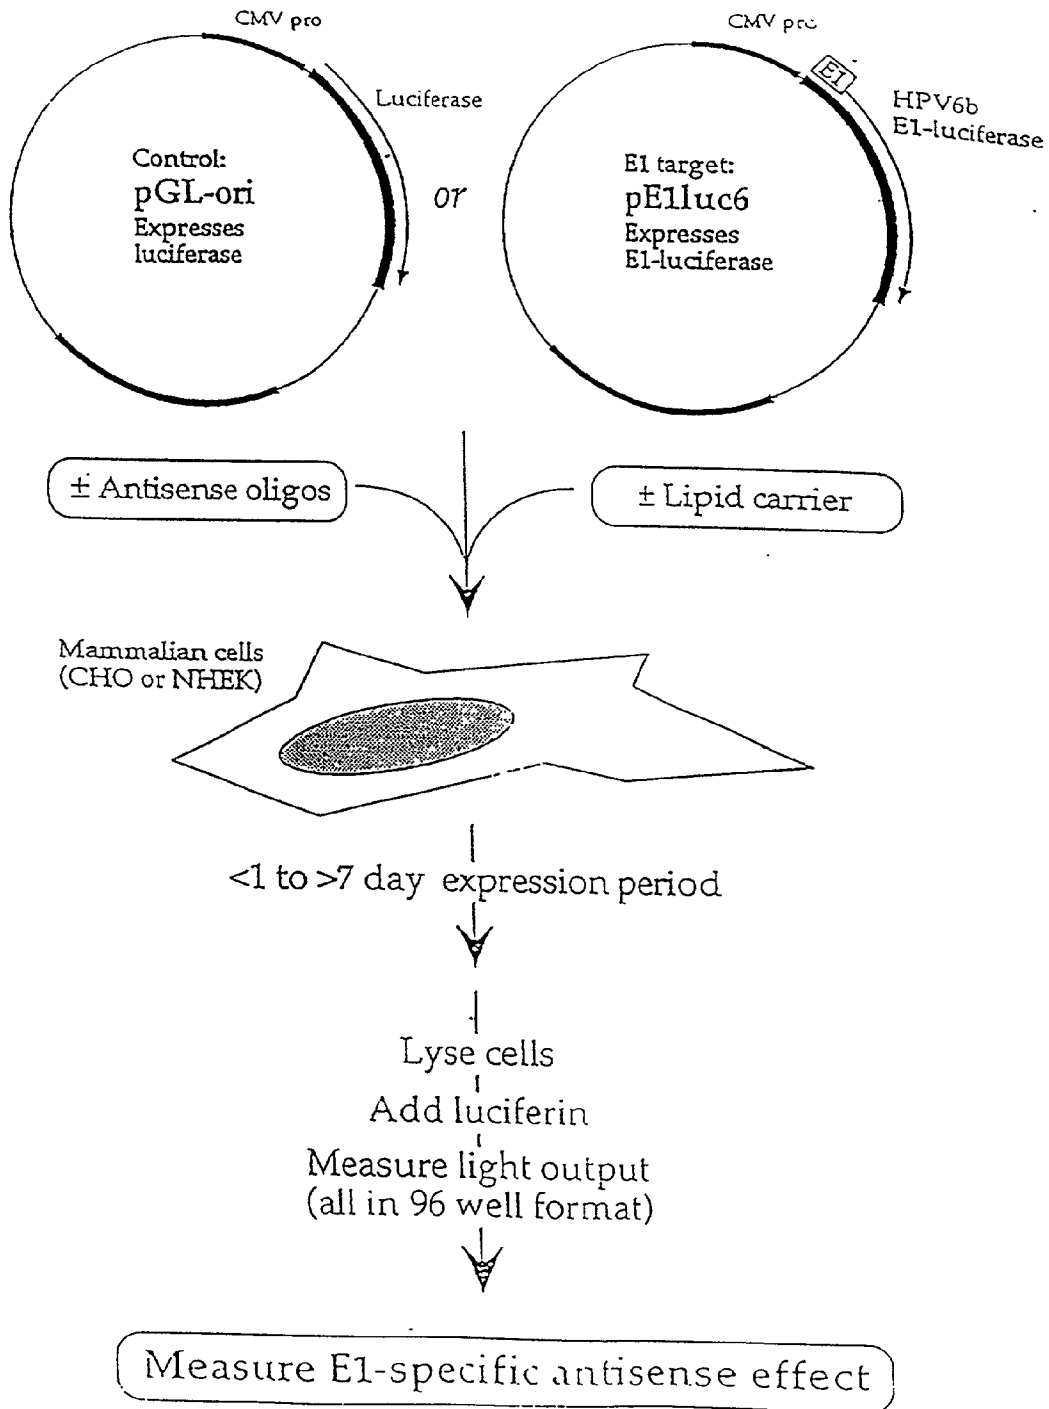 CMV pro
Luciferase
Control:
pGL-ori
Expresses
luciferase
or
CMV pro
E1
HPV6b
E1-luciferase
E1 target:
pE1luc6
Expresses
E1-luciferase
± Antisense oligos
± Lipid carrier
Mammalian cells
(CHO or NHEK)
<1 to >7 day expression period
Lyse cells
Add luciferin
Measure light output
(all in 96 well format)
Measure E1-specific antisense effect